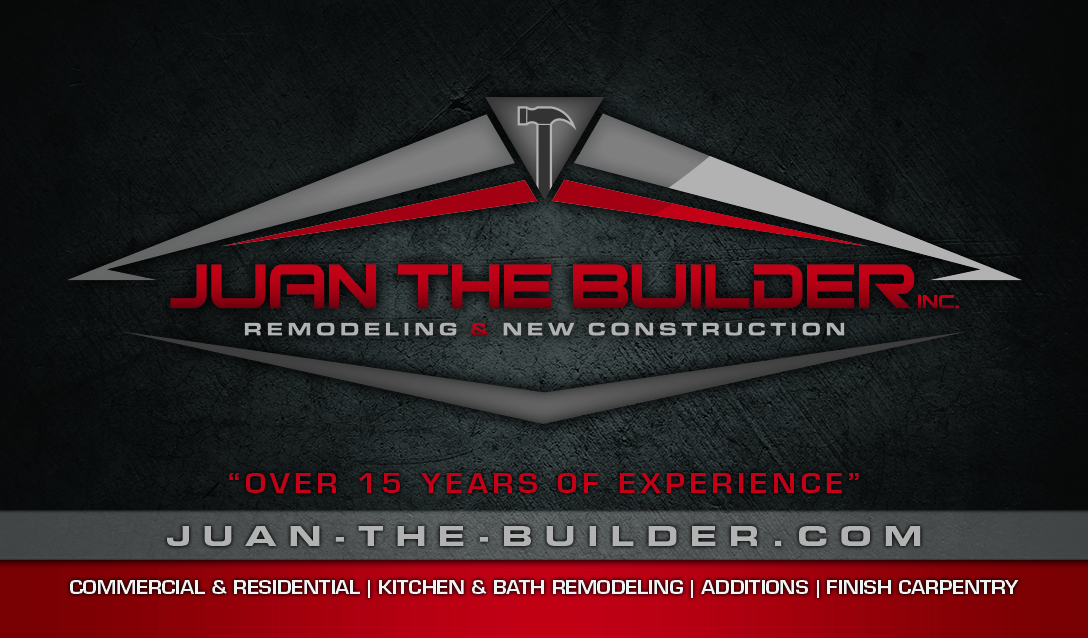 JUAN THE BUILDER INC.
REMODELING & NEW CONSTRUCTION
“OVER 15 YEARS OF EXPERIENCE”
JUAN-THE-BUILDER.COM
COMMERCIAL & RESIDENTIAL | KITCHEN & BATH REMODELING | ADDITIONS | FINISH CARPENTRY